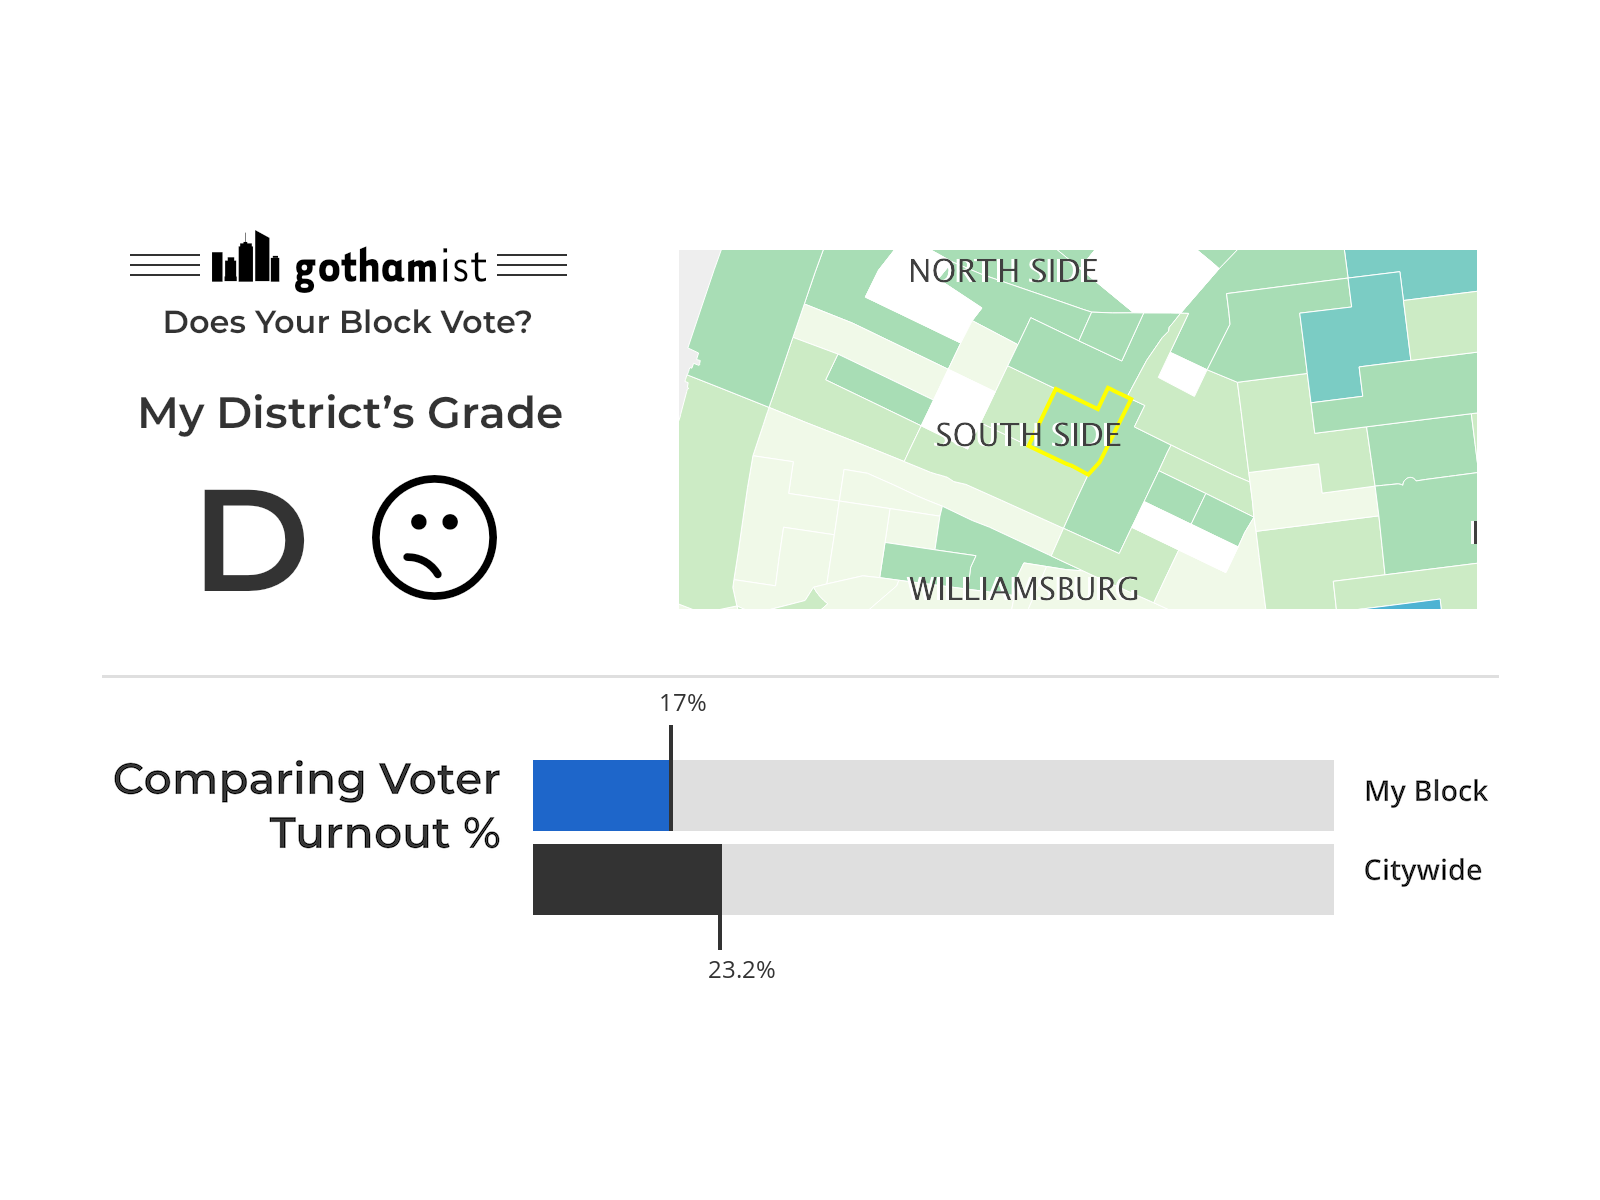 gothamist
Does Your Block Vote?
My District’s Grade
D
NORTH SIDE
SOUTH SIDE
WILLIAMSBURG
17%
Comparing Voter
Turnout %
My Block
Citywide
23.2%